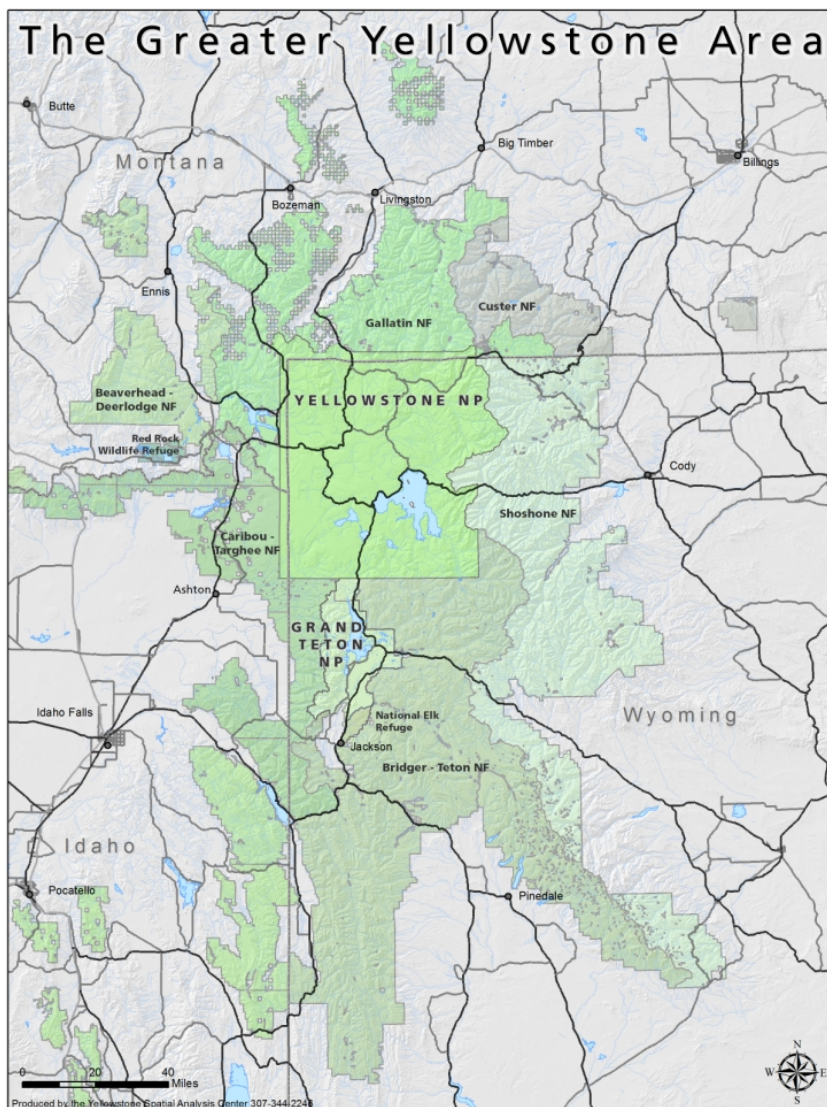 The Greater Yellowstone Area
Butte
Big Timber
Montana
Billings
Bozeman
Livingston
Ennis
Custer NF
Gallatin NF
Beaverhead -
Deerlodge NF
YELLOWSTONE NP
Red Rock
Wildlife Refuge
Cody
Shoshone NF
Caribou -
Targhee NF
Ashton
GRAND
TETON
NP
Idaho Falls
National Elk
Refuge
Wyoming
Jackson
Bridger - Teton NF
Idaho
Pocatello
Pinedale
N
W
E
S
0
20
40
Miles
Produced by the Yellowstone Spatial Analysis Center 307-344-2246